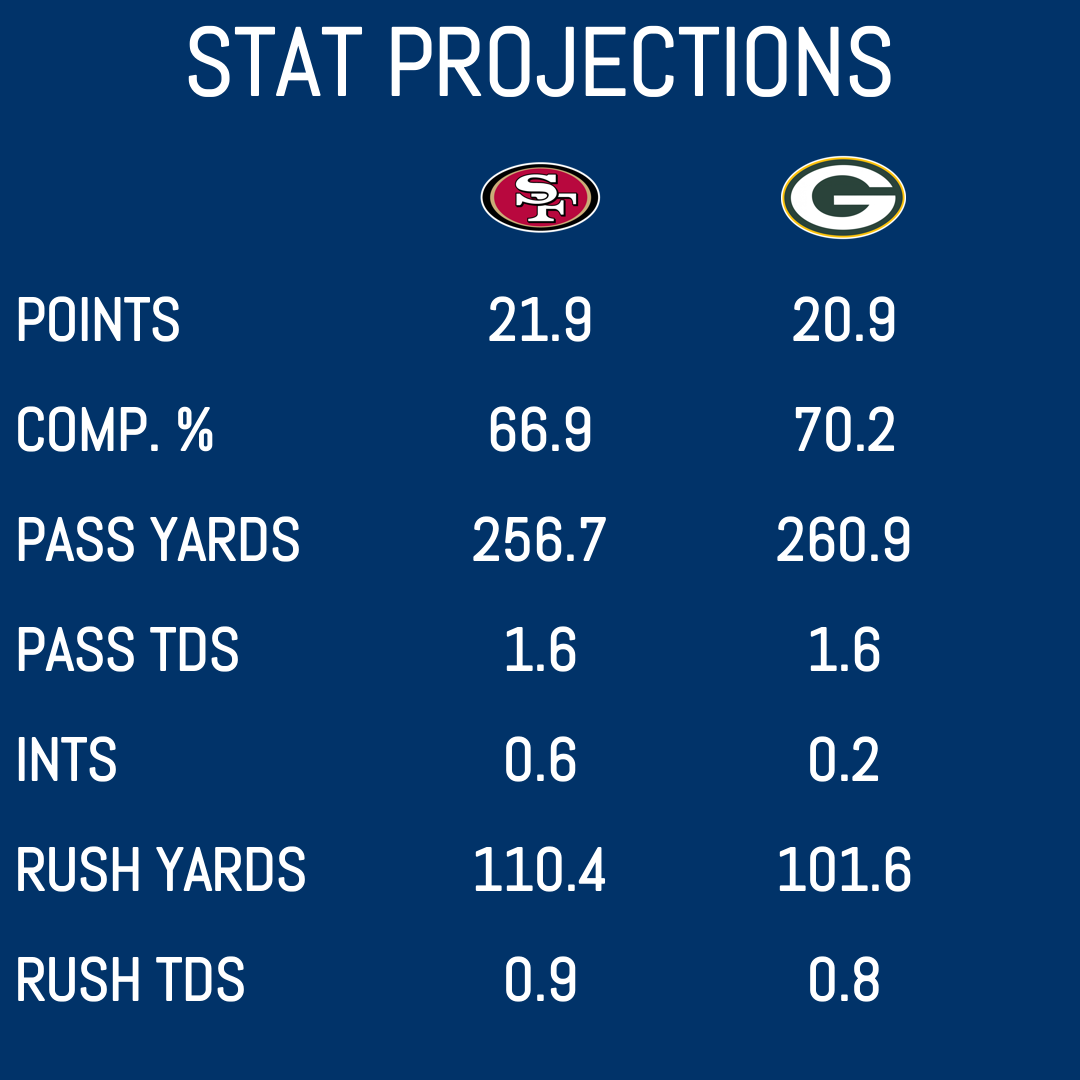 STAT PROJECTIONS
SF G
POINTS 21.9 20.9
COMP. % 66.9 70.2
PASS YARDS 256.7 260.9
PASS TDS 1.6 1.6
INTS 0.6 0.2
RUSH YARDS 110.4 101.6
RUSH TDS 0.9 0.8